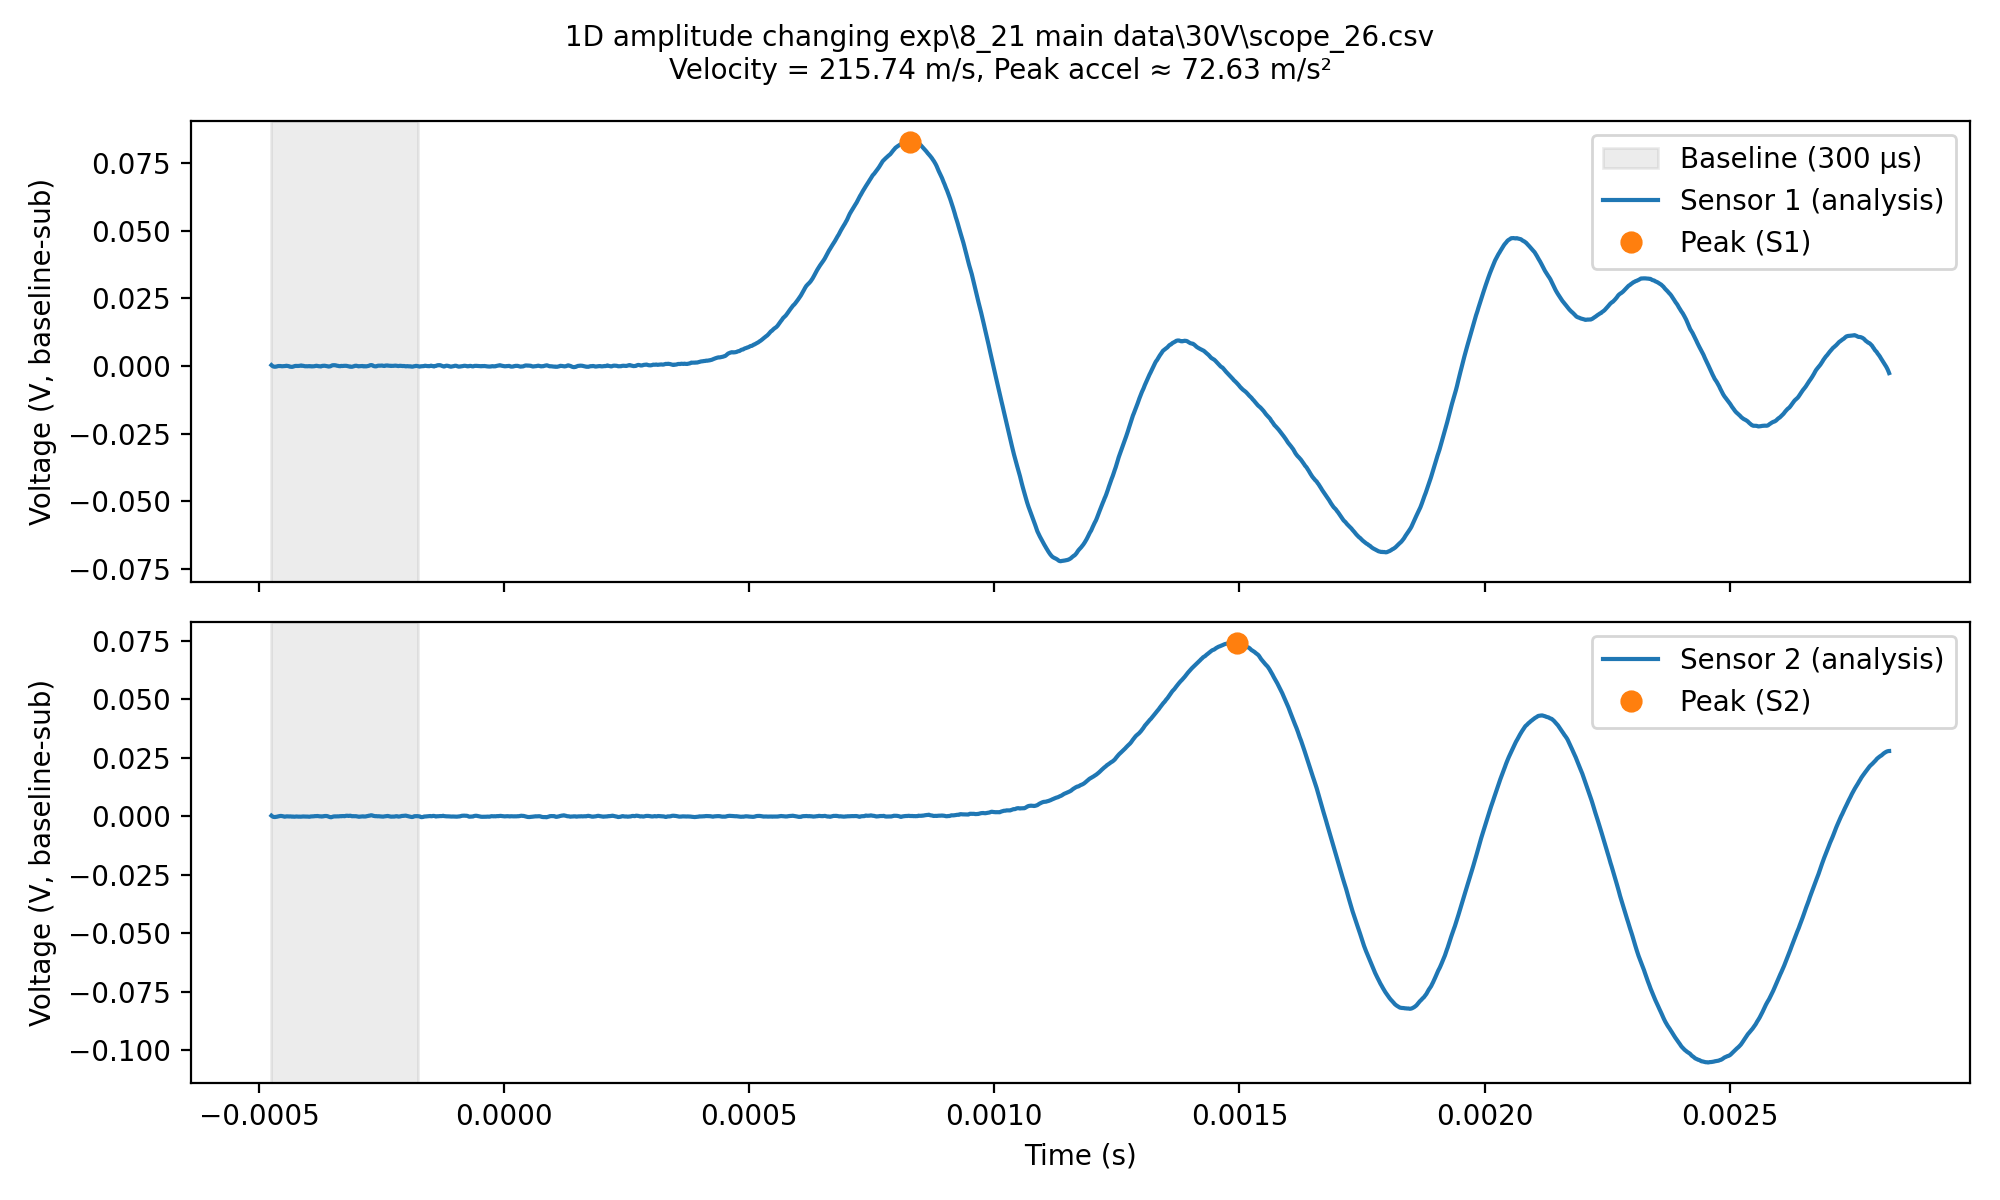 1D amplitude changing exp\8_21 main data\30V\scope_26.csv
Velocity = 215.74 m/s, Peak accel ≈ 72.63 m/s²
Voltage (V, baseline-sub)
0.075
0.050
0.025
0.000
−0.025
−0.050
−0.075
Baseline (300 µs)
Sensor 1 (analysis)
Peak (S1)
Voltage (V, baseline-sub)
0.075
0.050
0.025
0.000
−0.025
−0.050
−0.075
−0.100
Sensor 2 (analysis)
Peak (S2)
−0.0005 0.0000 0.0005 0.0010 0.0015 0.0020 0.0025
Time (s)